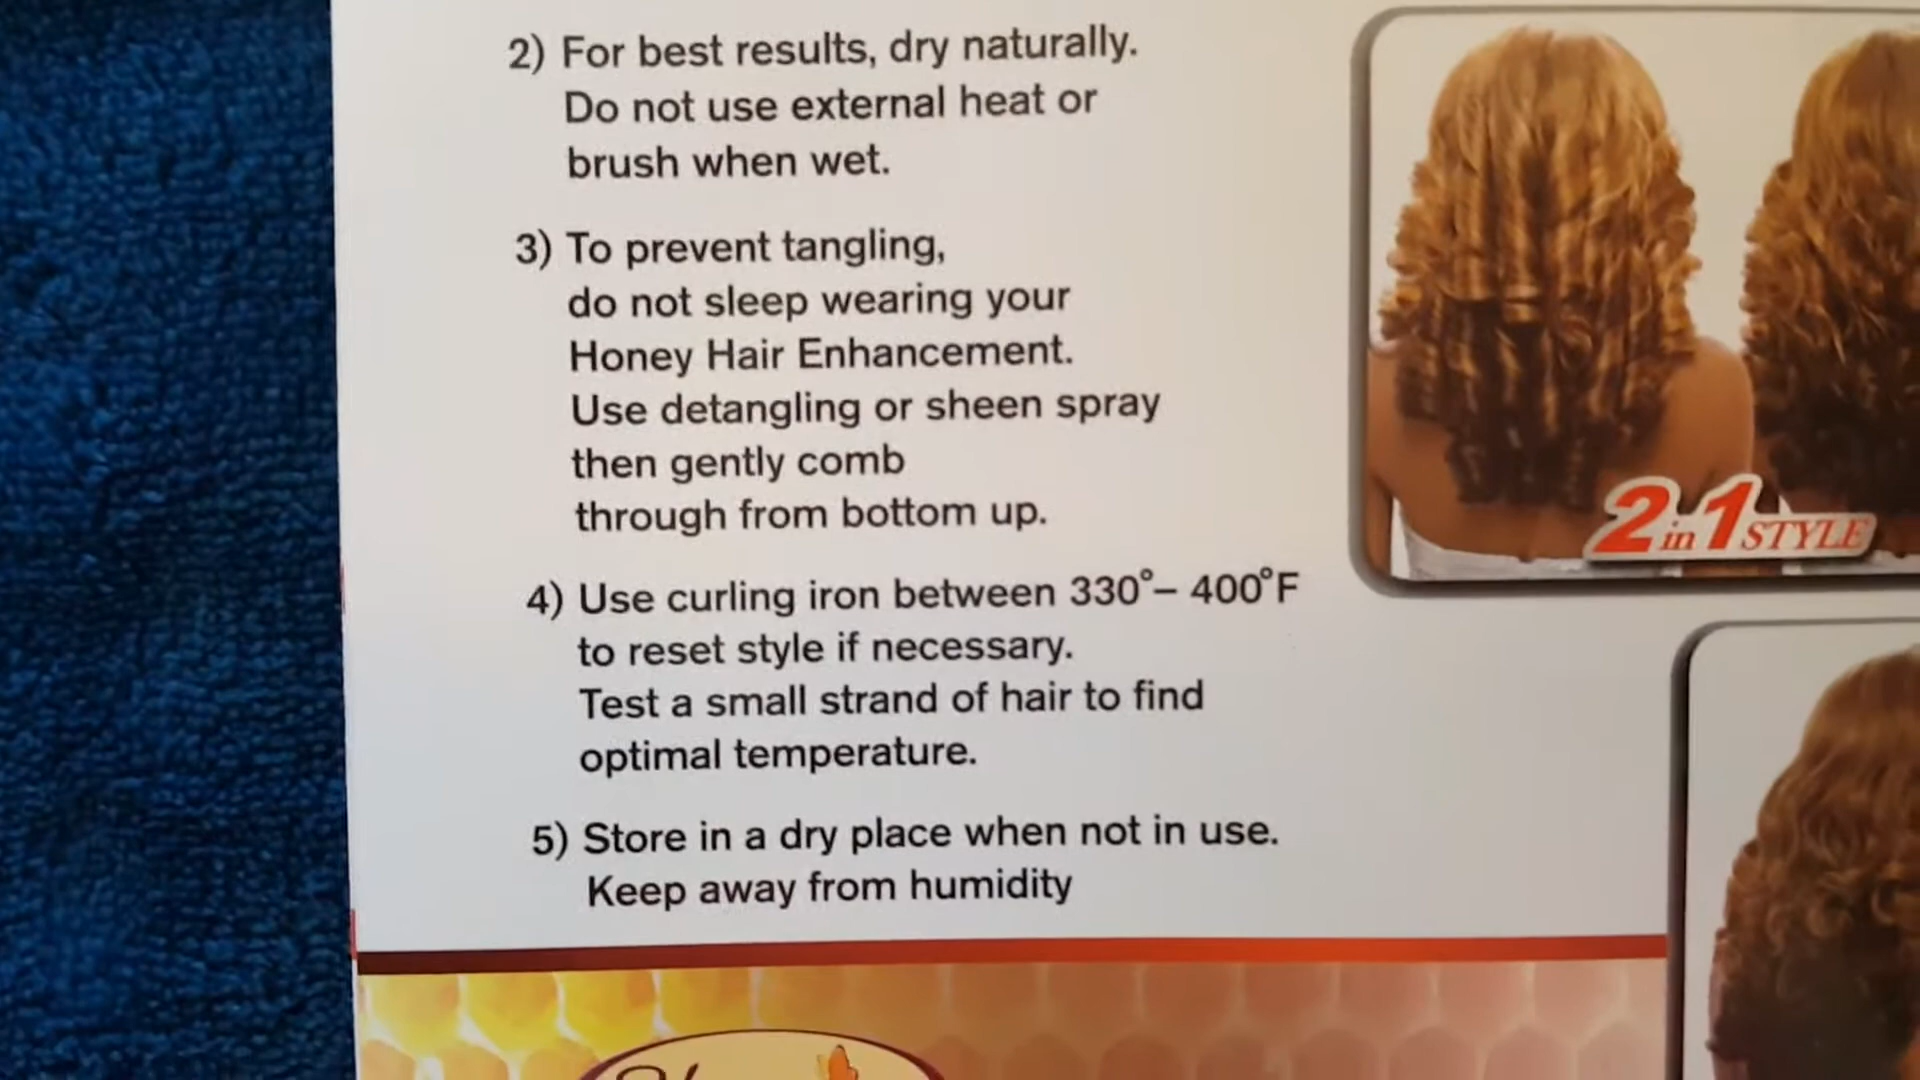 2) For best results, dry naturally.
Do not use external heat or
brush when wet.
3) To prevent tangling,
do not sleep wearing your
Honey Hair Enhancement.
Use detangling or sheen spray
then gently comb
through from bottom up.
4) Use curling iron between 330°– 400°F
to reset style if necessary.
Test a small strand of hair to find
optimal temperature.
5) Store in a dry place when not in use.
Keep away from humidity
2 in 1 STYLE